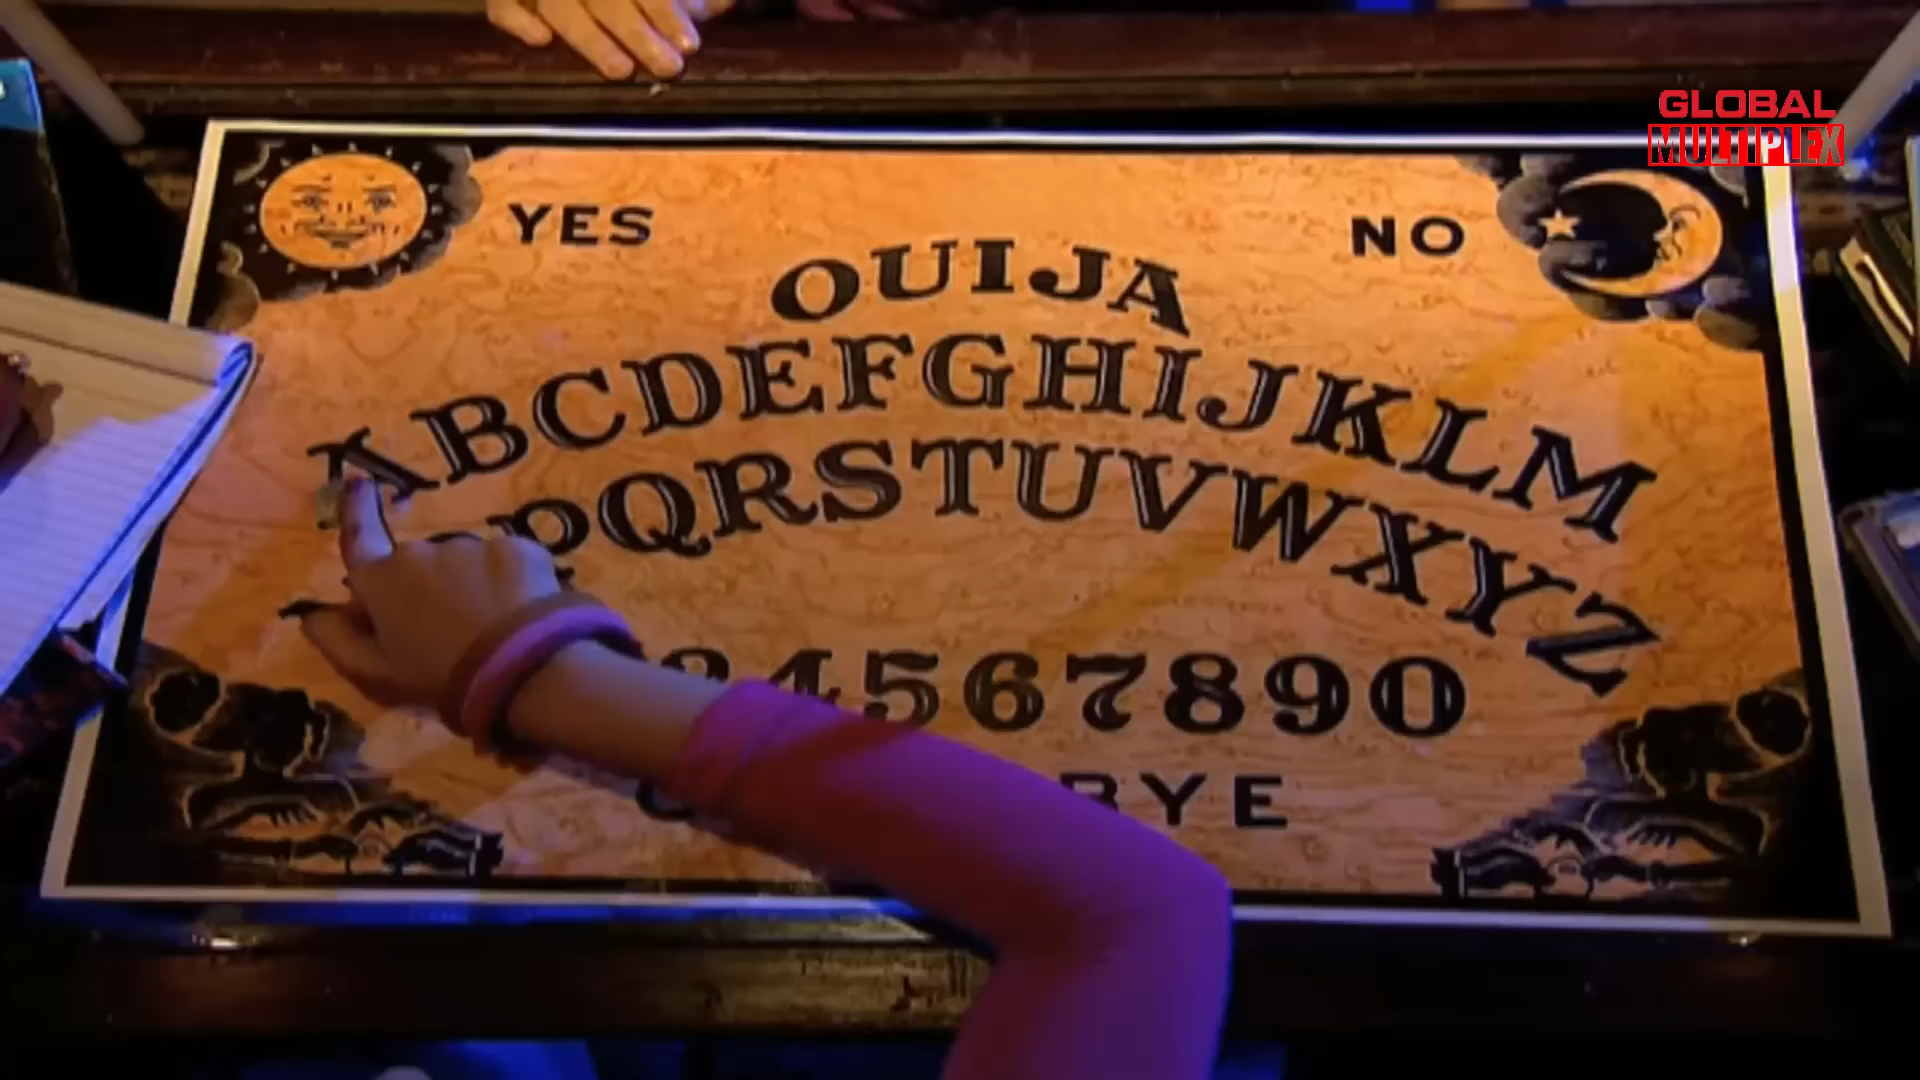 GLOBAL
MULTIPLEX
YES
NO
OUIJA
ABCDEFGHIJKLM
PQRSTUVWXYZ
4567890
BYE